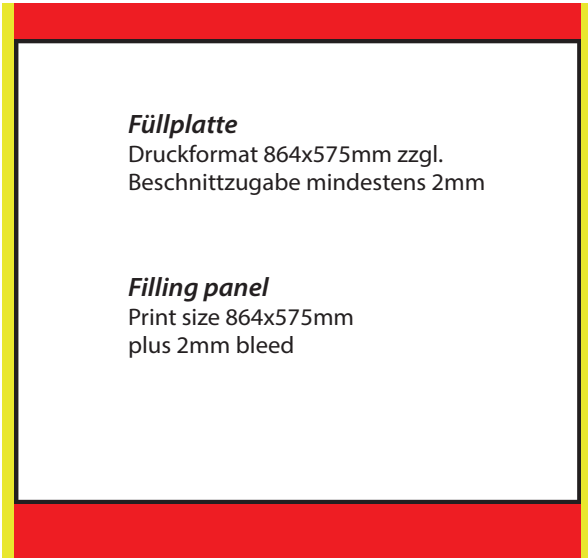 Füllplatte
Druckformat 864x575mm zzgl.
Beschnittzugabe mindestens 2mm
Filling panel
Print size 864x575mm
plus 2mm bleed